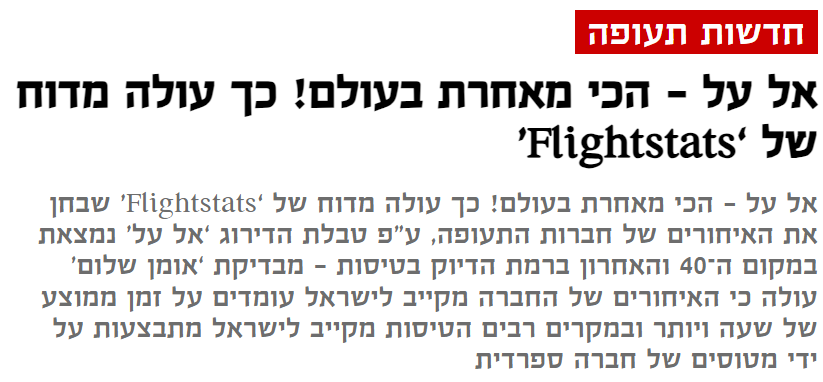 חדשות תעופה
אל על - הכי מאחרת בעולם! כך עולה מדוח
של ‘Flightstats’
אל על - הכי מאחרת בעולם! כך עולה מדוח של ‘Flightstats’ שבחן
את האיחורים של חברות התעופה, ע"פ טבלת הדירוג ‘אל על’ נמצאת
במקום ה־40 והאחרון ברמת הדיוק בטיסות – מבדיקת ‘אומן שלום’
עולה כי האיחורים של החברה מקייב לישראל עומדים על זמן ממוצע
של שעה ויותר ובמקרים רבים הטיסות מקייב לישראל מתבצעות על
ידי מטוסים של חברה ספרדית